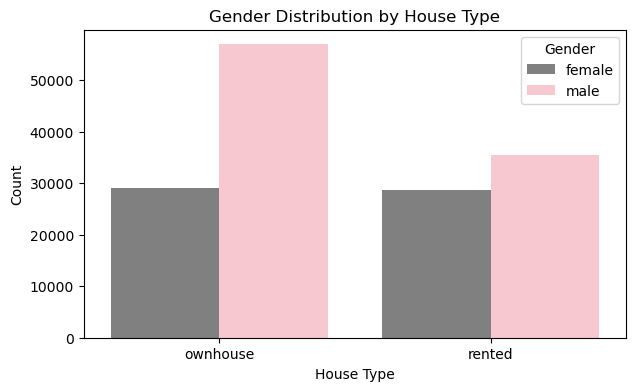 Gender Distribution by House Type
Gender
female
male
Count
50000
40000
30000
20000
10000
0
ownhouse
rented
House Type